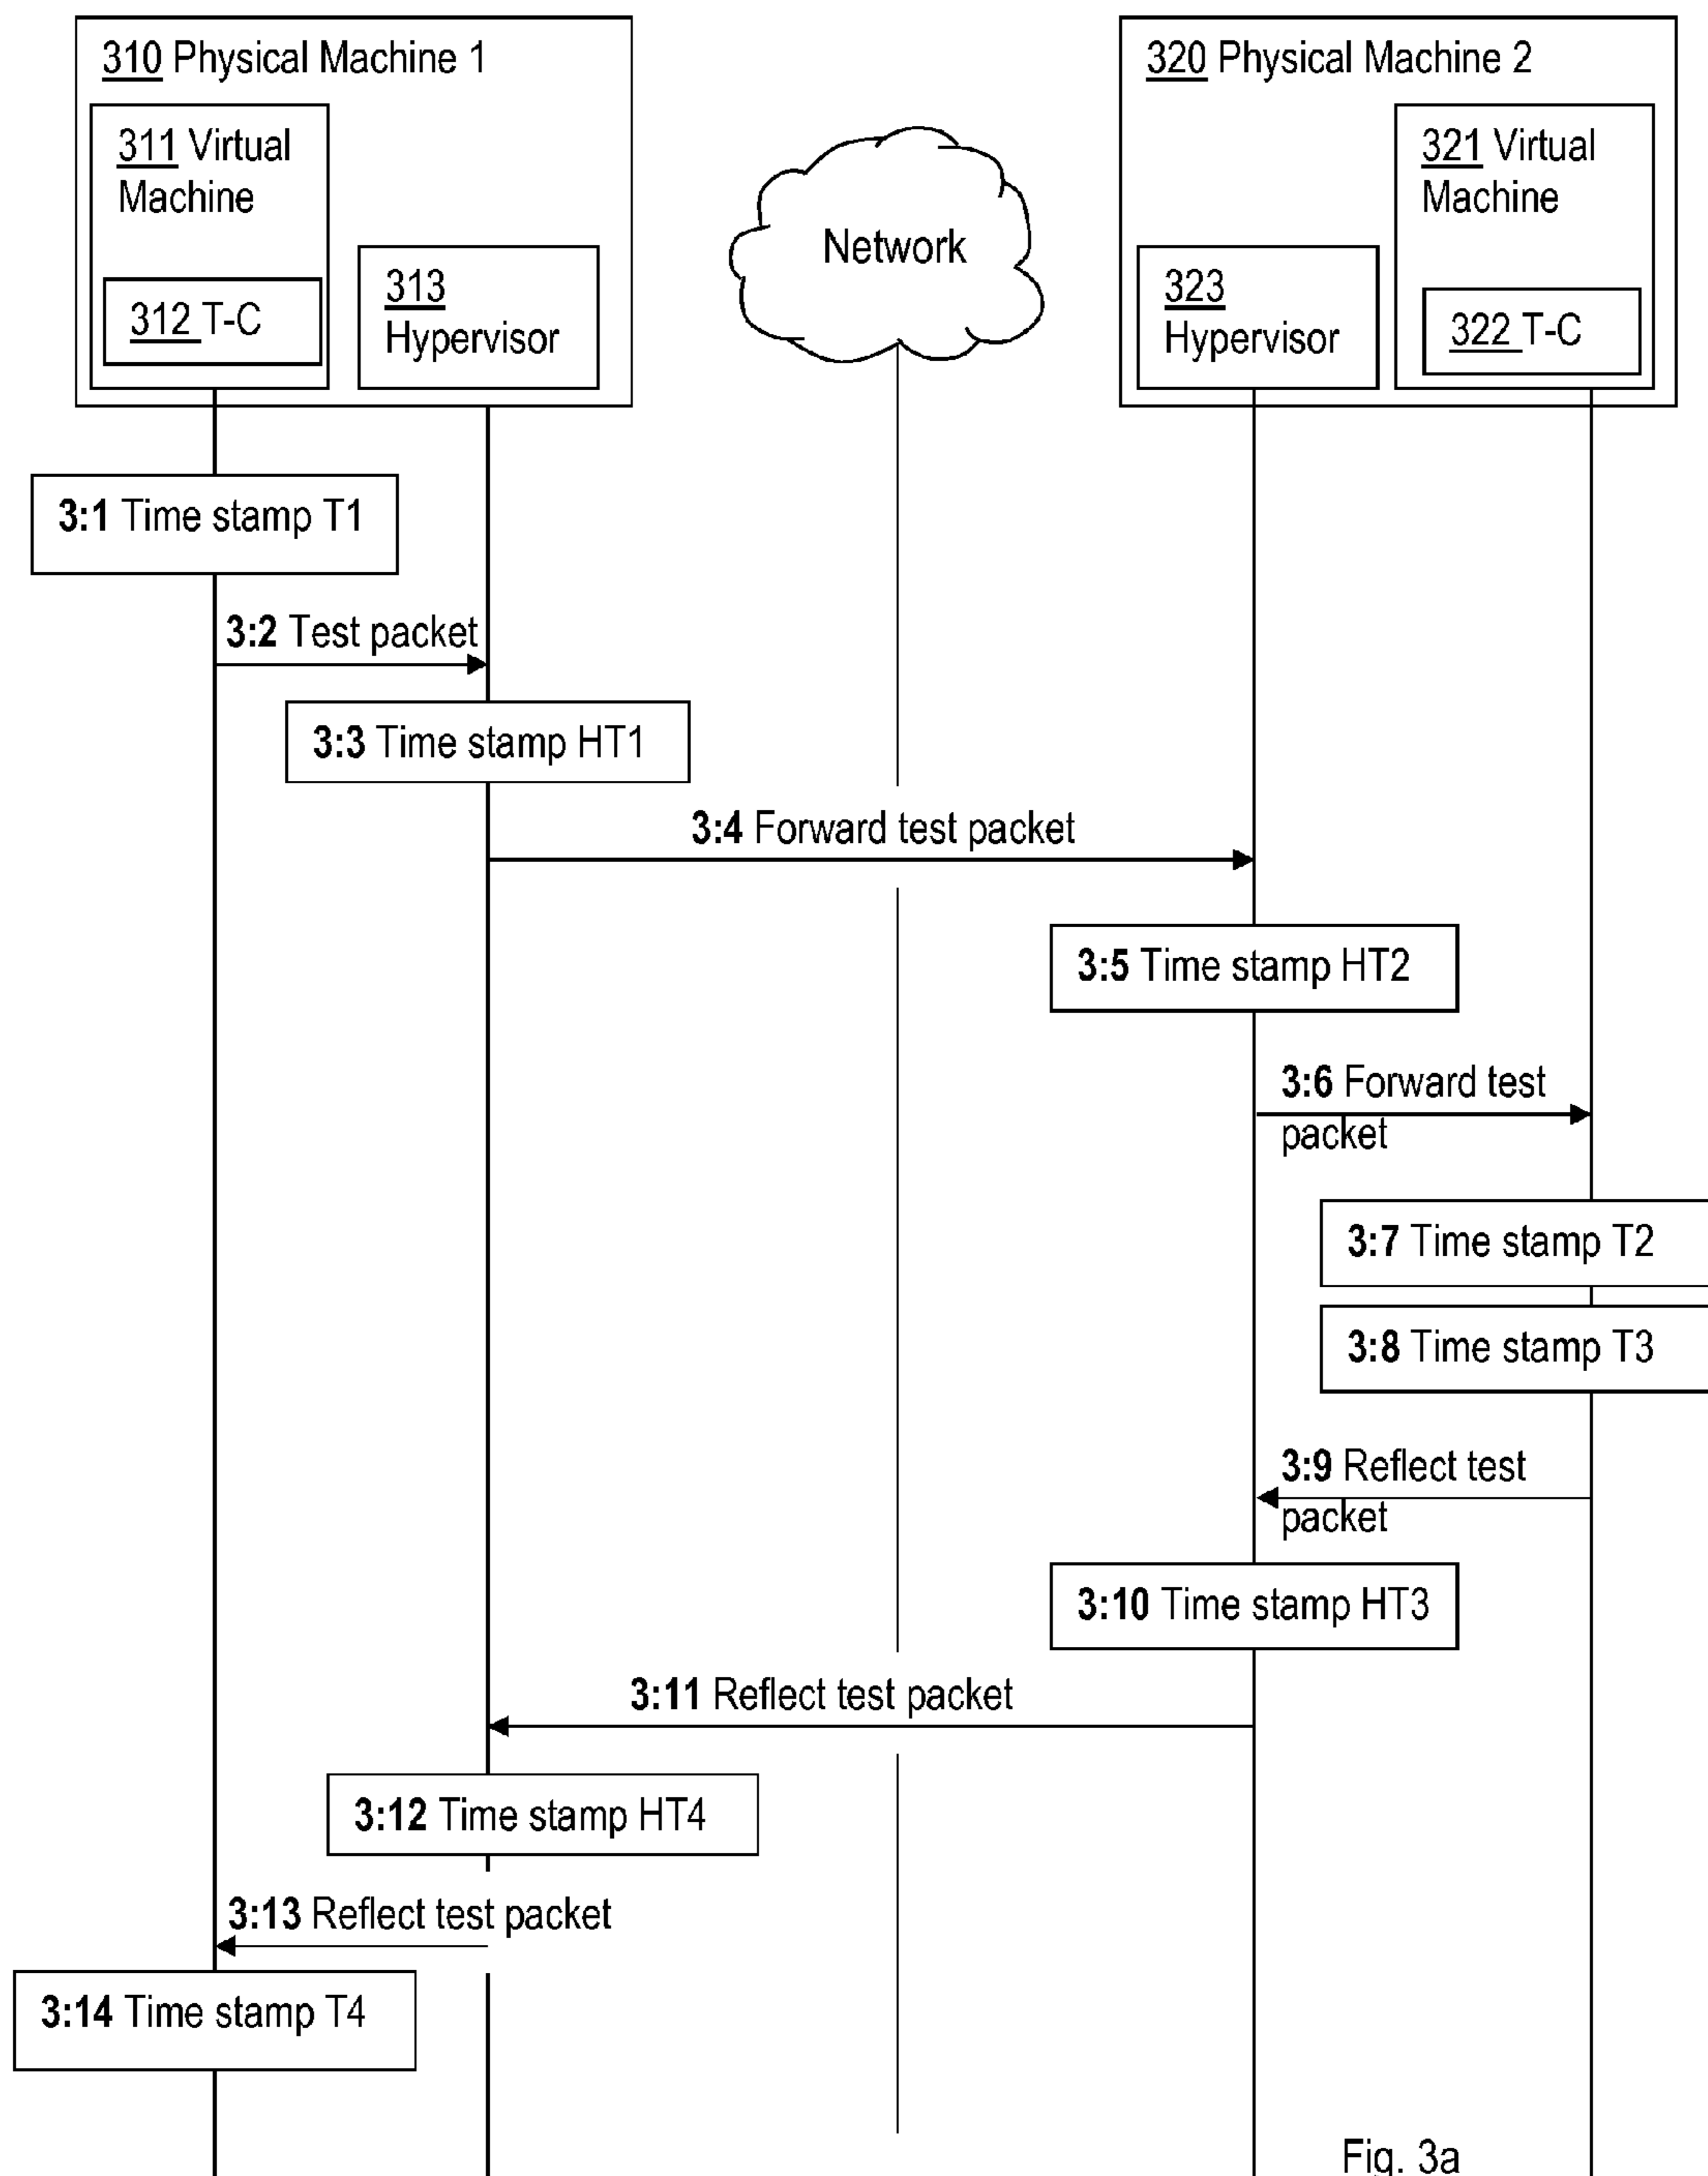 310 Physical Machine 1
311 Virtual
Machine
312 T-C
313
Hypervisor
Network
320 Physical Machine 2
323
Hypervisor
321 Virtual
Machine
322 T-C
3:1 Time stamp T1
3:2 Test packet
3:3 Time stamp HT1
3:4 Forward test packet
3:5 Time stamp HT2
3:6 Forward test
packet
3:7 Time stamp T2
3:8 Time stamp T3
3:9 Reflect test
packet
3:10 Time stamp HT3
3:11 Reflect test packet
3:12 Time stamp HT4
3:13 Reflect test packet
3:14 Time stamp T4
Fig. 3a